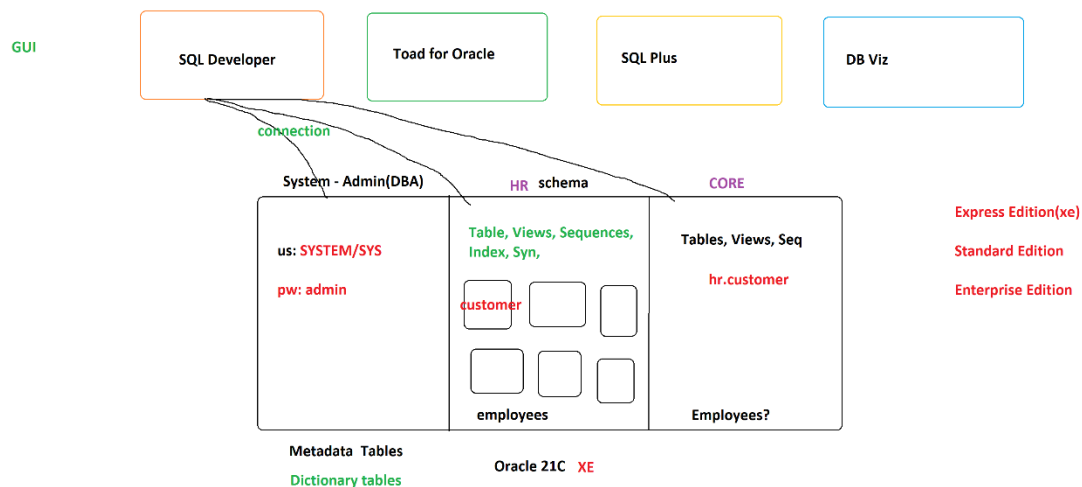 GUI
SQL Developer
Toad for Oracle
SQL Plus
DB Viz
connection
System - Admin(DBA)
HR schema
CORE
us: SYSTEM/SYS
pw: admin
Table, Views, Sequences,
Index, Syn,
customer
employees
Tables, Views, Seq
hr.customer
Employees?
Express Edition(xe)
Standard Edition
Enterprise Edition
Metadata Tables
Dictionary tables
Oracle 21C XE